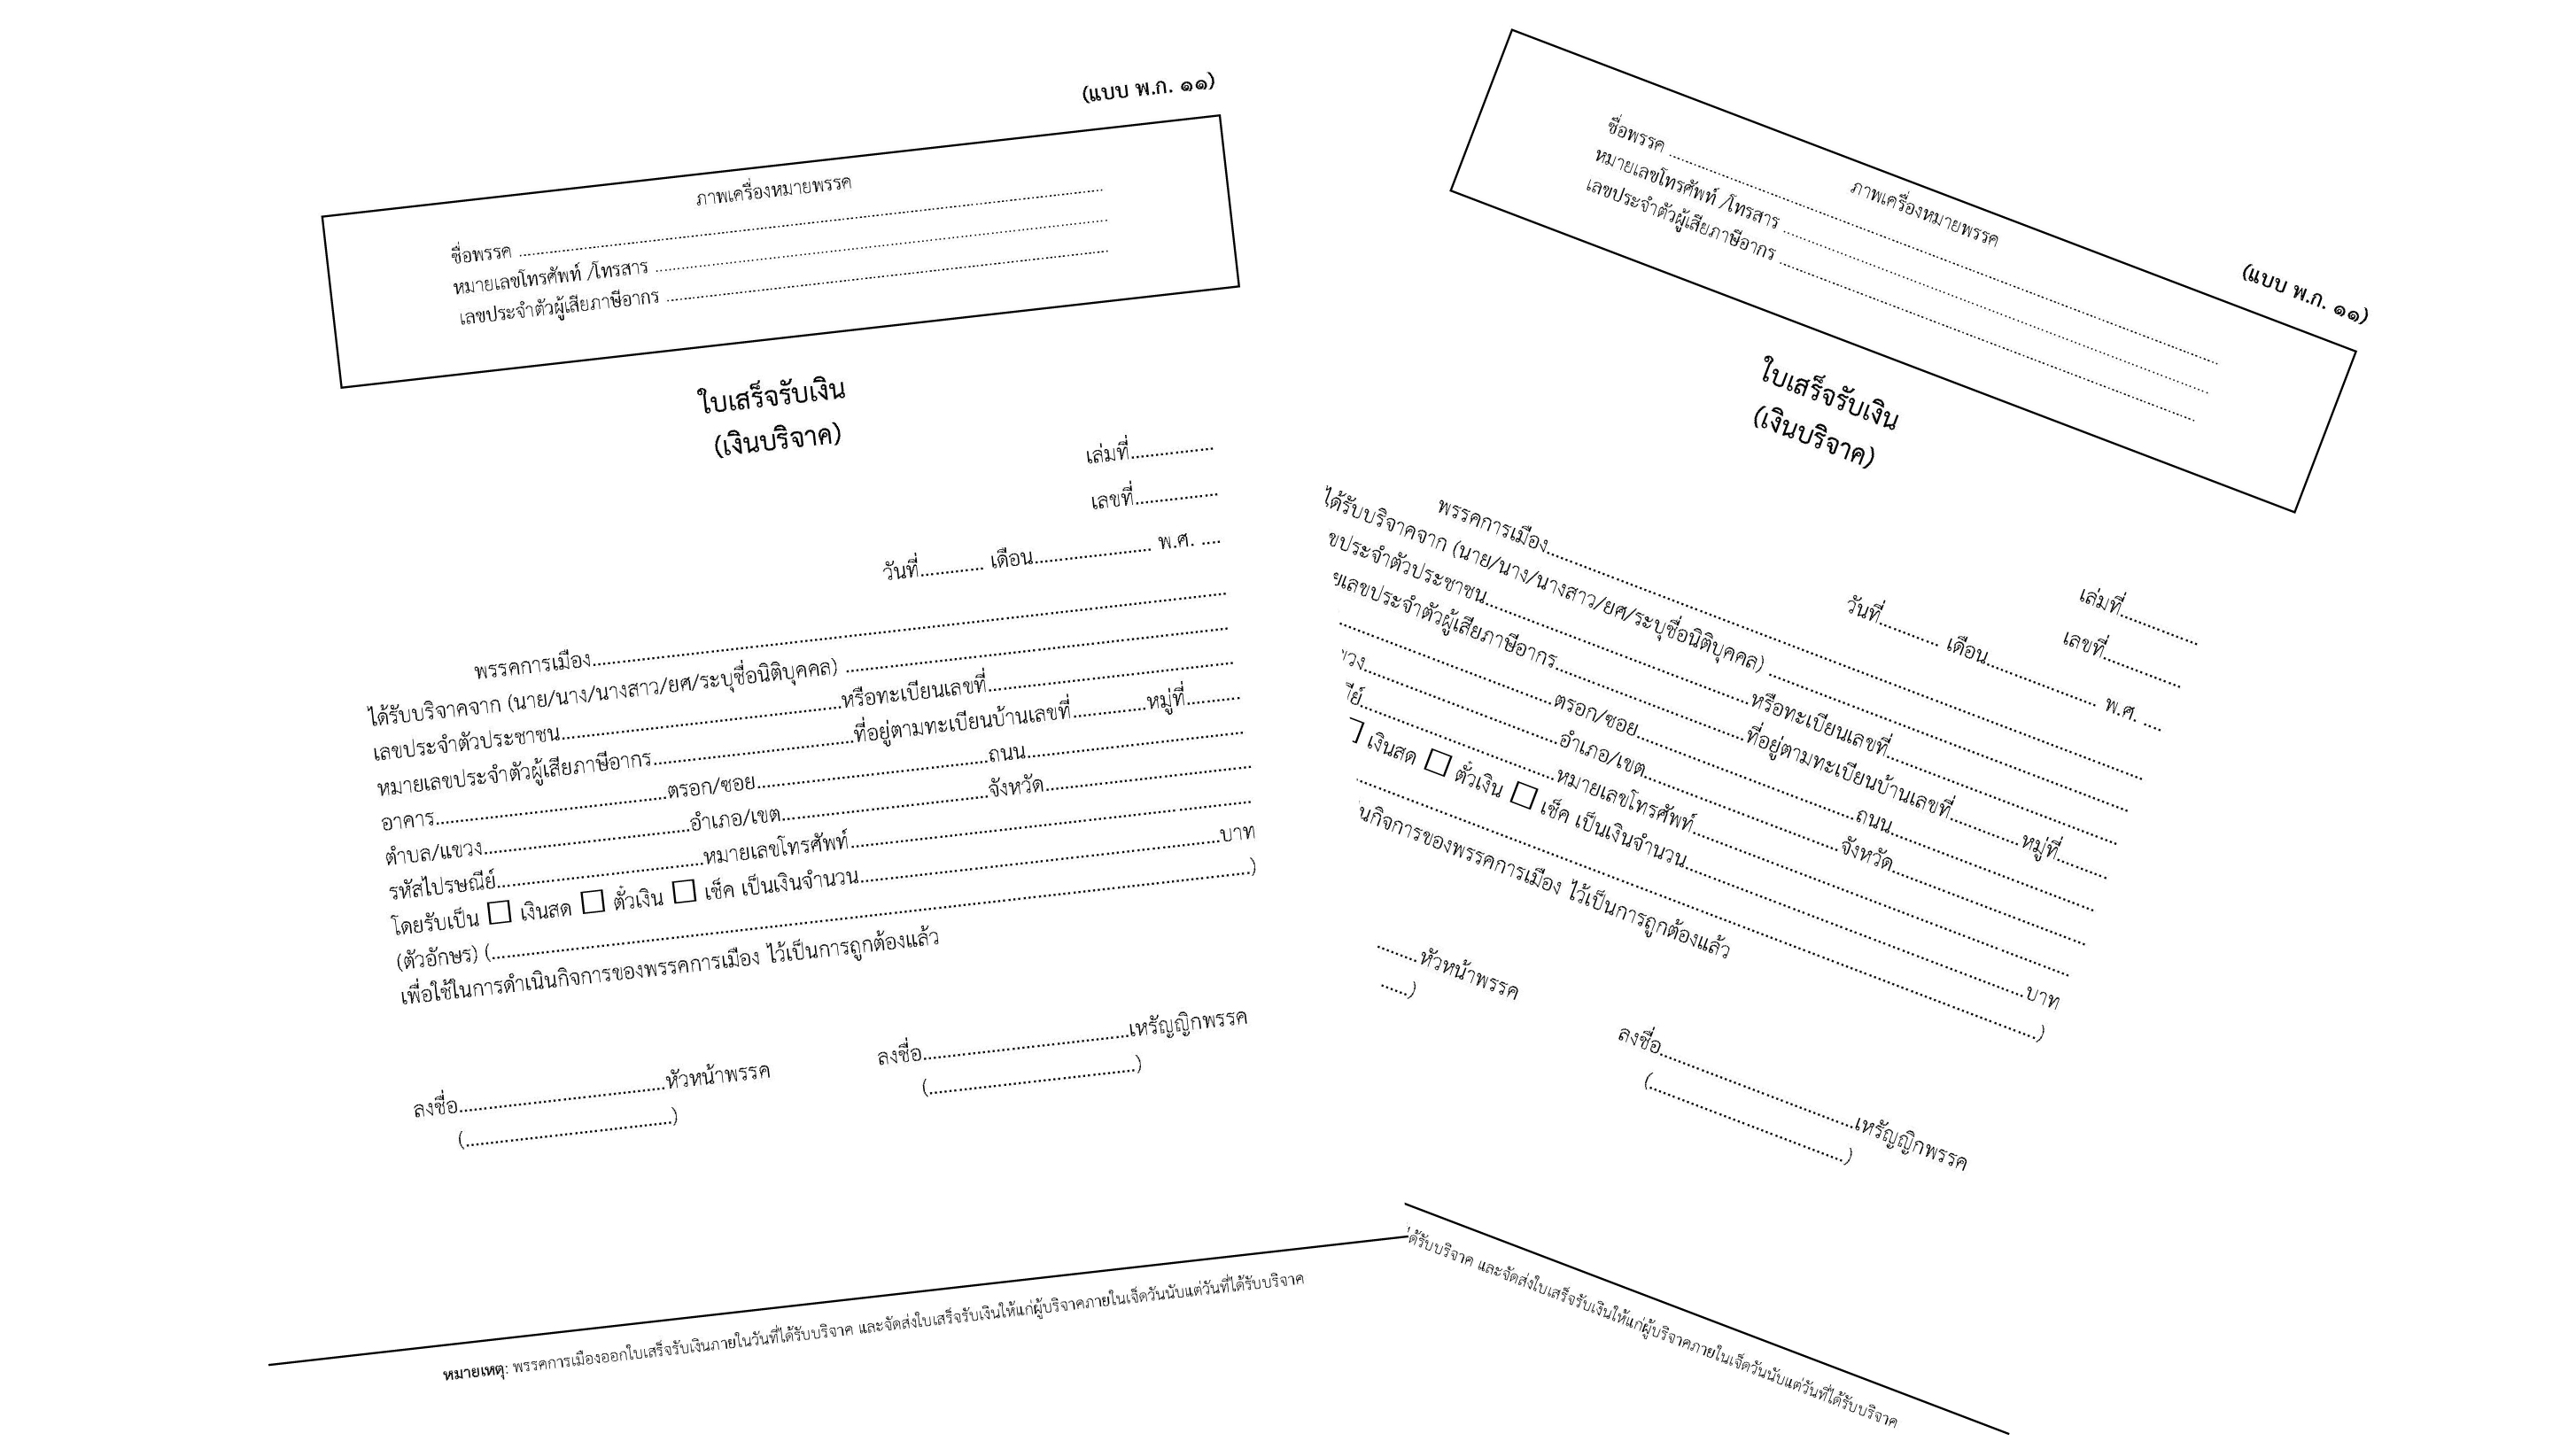 (แบบ พ.ก. ๑๑)
ภาพเครื่องหมายพรรค
ชื่อพรรค ................................................................
หมายเลขโทรศัพท์ /โทรสาร ................................................................
เลขประจำตัวผู้เสียภาษีอากร ................................................................
ใบเสร็จรับเงิน
(เงินบริจาค)
เล่มที่.................
เลขที่.................
วันที่............. เดือน........................ พ.ศ. ....
พรรคการเมือง................................................................
ได้รับบริจาคจาก (นาย/นาง/นางสาว/ยศ/ระบุชื่อนิติบุคคล) ................................................................
เลขประจำตัวประชาชน................................................หรือทะเบียนเลขที่................................................
หมายเลขประจำตัวผู้เสียภาษีอากร........................................ที่อยู่ตามทะเบียนบ้านเลขที่...............หมู่ที่...........
อาคาร................................................ตรอก/ซอย................................................ถนน................................................
ตำบล/แขวง..........................................อำเภอ/เขต..........................................จังหวัด..........................................
รหัสไปรษณีย์..........................................หมายเลขโทรศัพท์................................................................
โดยรับเป็น ☐ เงินสด ☐ ตั๋วเงิน ☐ เช็ค เป็นเงินจำนวน................................................................บาท
(ตัวอักษร) (................................................................)
เพื่อใช้ในการดำเนินกิจการของพรรคการเมือง ไว้เป็นการถูกต้องแล้ว
ลงชื่อ..........................................หัวหน้าพรรค
(..........................................)
ลงชื่อ..........................................เหรัญญิกพรรค
(..........................................)
หมายเหตุ: พรรคการเมืองออกใบเสร็จรับเงินภายในวันที่ได้รับบริจาค และจัดส่งใบเสร็จรับเงินให้แก่ผู้บริจาคภายในเจ็ดวันนับแต่วันที่ได้รับบริจาค
(แบบ พ.ก. ๑๑)
ภาพเครื่องหมายพรรค
ชื่อพรรค ................................................................
หมายเลขโทรศัพท์ /โทรสาร ................................................................
เลขประจำตัวผู้เสียภาษีอากร ................................................................
ใบเสร็จรับเงิน
(เงินบริจาค)
เล่มที่.................
เลขที่.................
วันที่............. เดือน........................ พ.ศ. ....
พรรคการเมือง................................................................
ได้รับบริจาคจาก (นาย/นาง/นางสาว/ยศ/ระบุชื่อนิติบุคคล) ................................................................
ขประจำตัวประชาชน................................................หรือทะเบียนเลขที่................................................
ยเลขประจำตัวผู้เสียภาษีอากร........................................ที่อยู่ตามทะเบียนบ้านเลขที่...............หมู่ที่...........
................................................ตรอก/ซอย................................................ถนน................................................
วง..........................................อำเภอ/เขต..........................................จังหวัด..........................................
ีย์..........................................หมายเลขโทรศัพท์................................................................
☐ เงินสด ☐ ตั๋วเงิน ☐ เช็ค เป็นเงินจำนวน................................................................บาท
................................................................)
นกิจการของพรรคการเมือง ไว้เป็นการถูกต้องแล้ว
.........หัวหน้าพรรค
......)
ลงชื่อ..........................................เหรัญญิกพรรค
(..........................................)
ได้รับบริจาค และจัดส่งใบเสร็จรับเงินให้แก่ผู้บริจาคภายในเจ็ดวันนับแต่วันที่ได้รับบริจาค